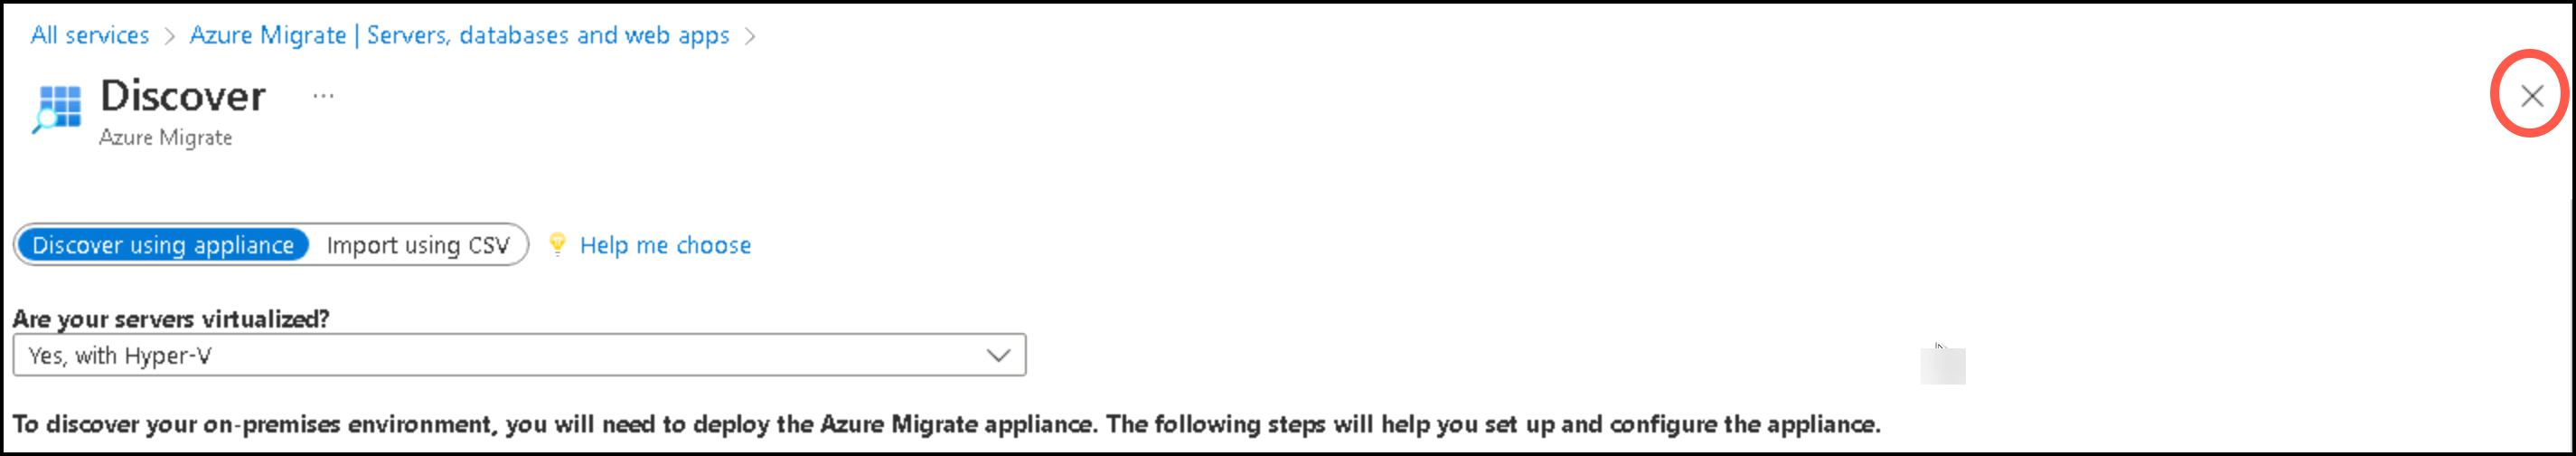 All services > Azure Migrate | Servers, databases and web apps >
Discover ...
Azure Migrate
Discover using appliance Import using CSV Help me choose
Are your servers virtualized?
Yes, with Hyper-V
To discover your on-premises environment, you will need to deploy the Azure Migrate appliance. The following steps will help you set up and configure the appliance.